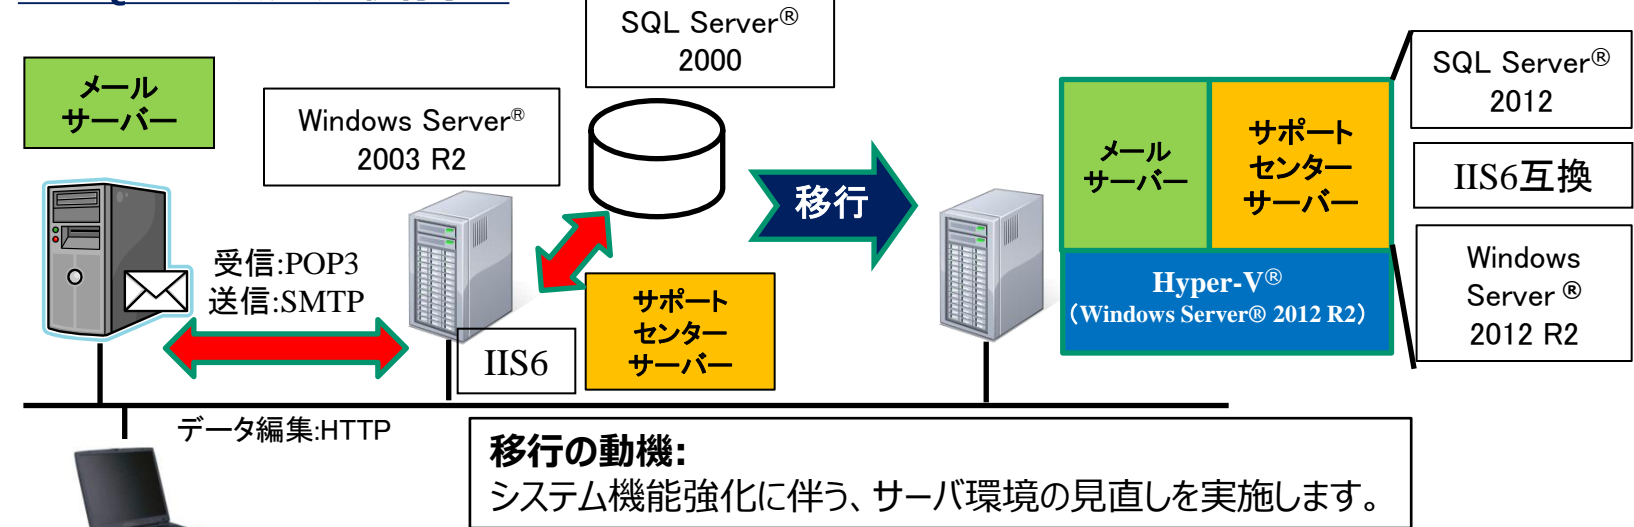 SQL Server®
2000
メール
サーバー
Windows Server®
2003 R2
受信:POP3
送信:SMTP
IIS6
サポート
センター
サーバー
移行
メール
サーバー
サポート
センター
サーバー
Hyper-V®
（Windows Server® 2012 R2）
SQL Server®
2012
IIS6互換
Windows
Server ®
2012 R2
データ編集:HTTP
移行の動機:
システム機能強化に伴う、サーバ環境の見直しを実施します。